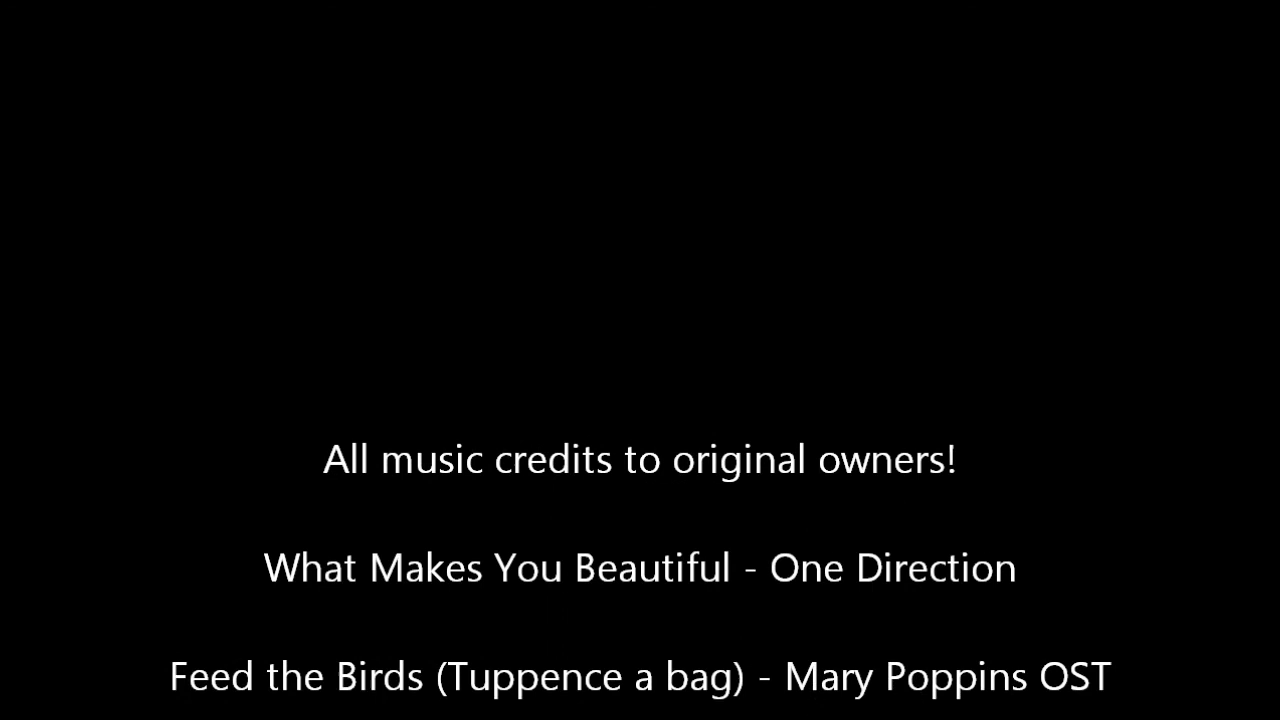 All music credits to original owners!
What Makes You Beautiful - One Direction
Feed the Birds (Tuppence a bag) - Mary Poppins OST